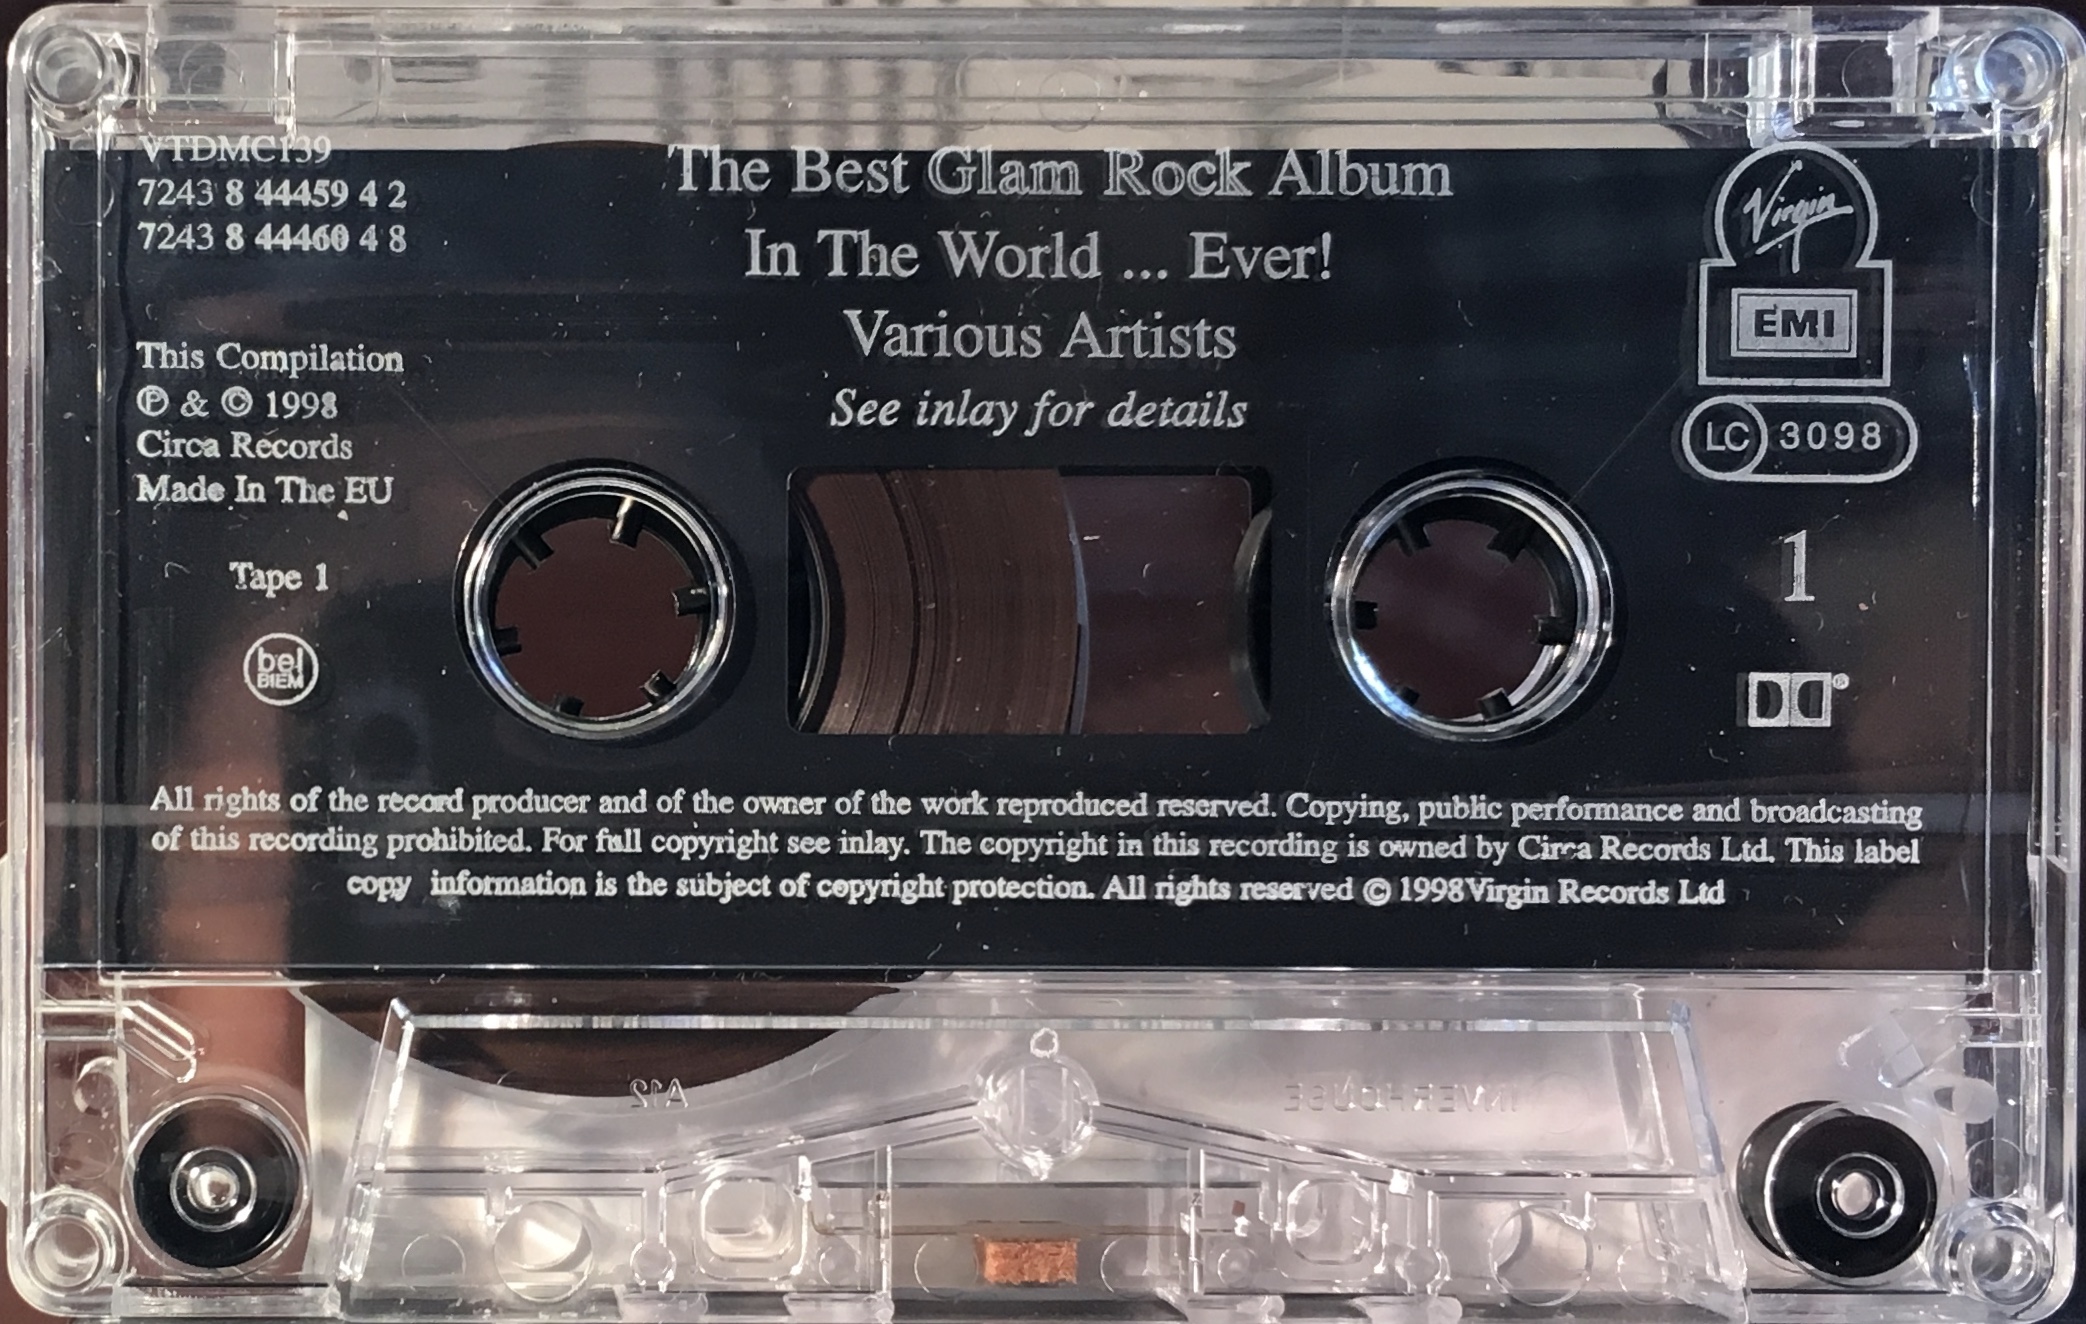 VTDMC139
7243 8 44459 4 2
7243 8 44460 4 8
The Best Glam Rock Album
In The World ... Ever!
Various Artists
See inlay for details
Virgin
EMI
LC 3098
This Compilation
℗ & © 1998
Circa Records
Made In The EU
Tape 1
bel
BIEM
1
All rights of the record producer and of the owner of the work reproduced reserved. Copying, public performance and broadcasting
of this recording prohibited. For full copyright see inlay. The copyright in this recording is owned by Circa Records Ltd. This label
copy information is the subject of copyright protection. All rights reserved © 1998 Virgin Records Ltd
A12